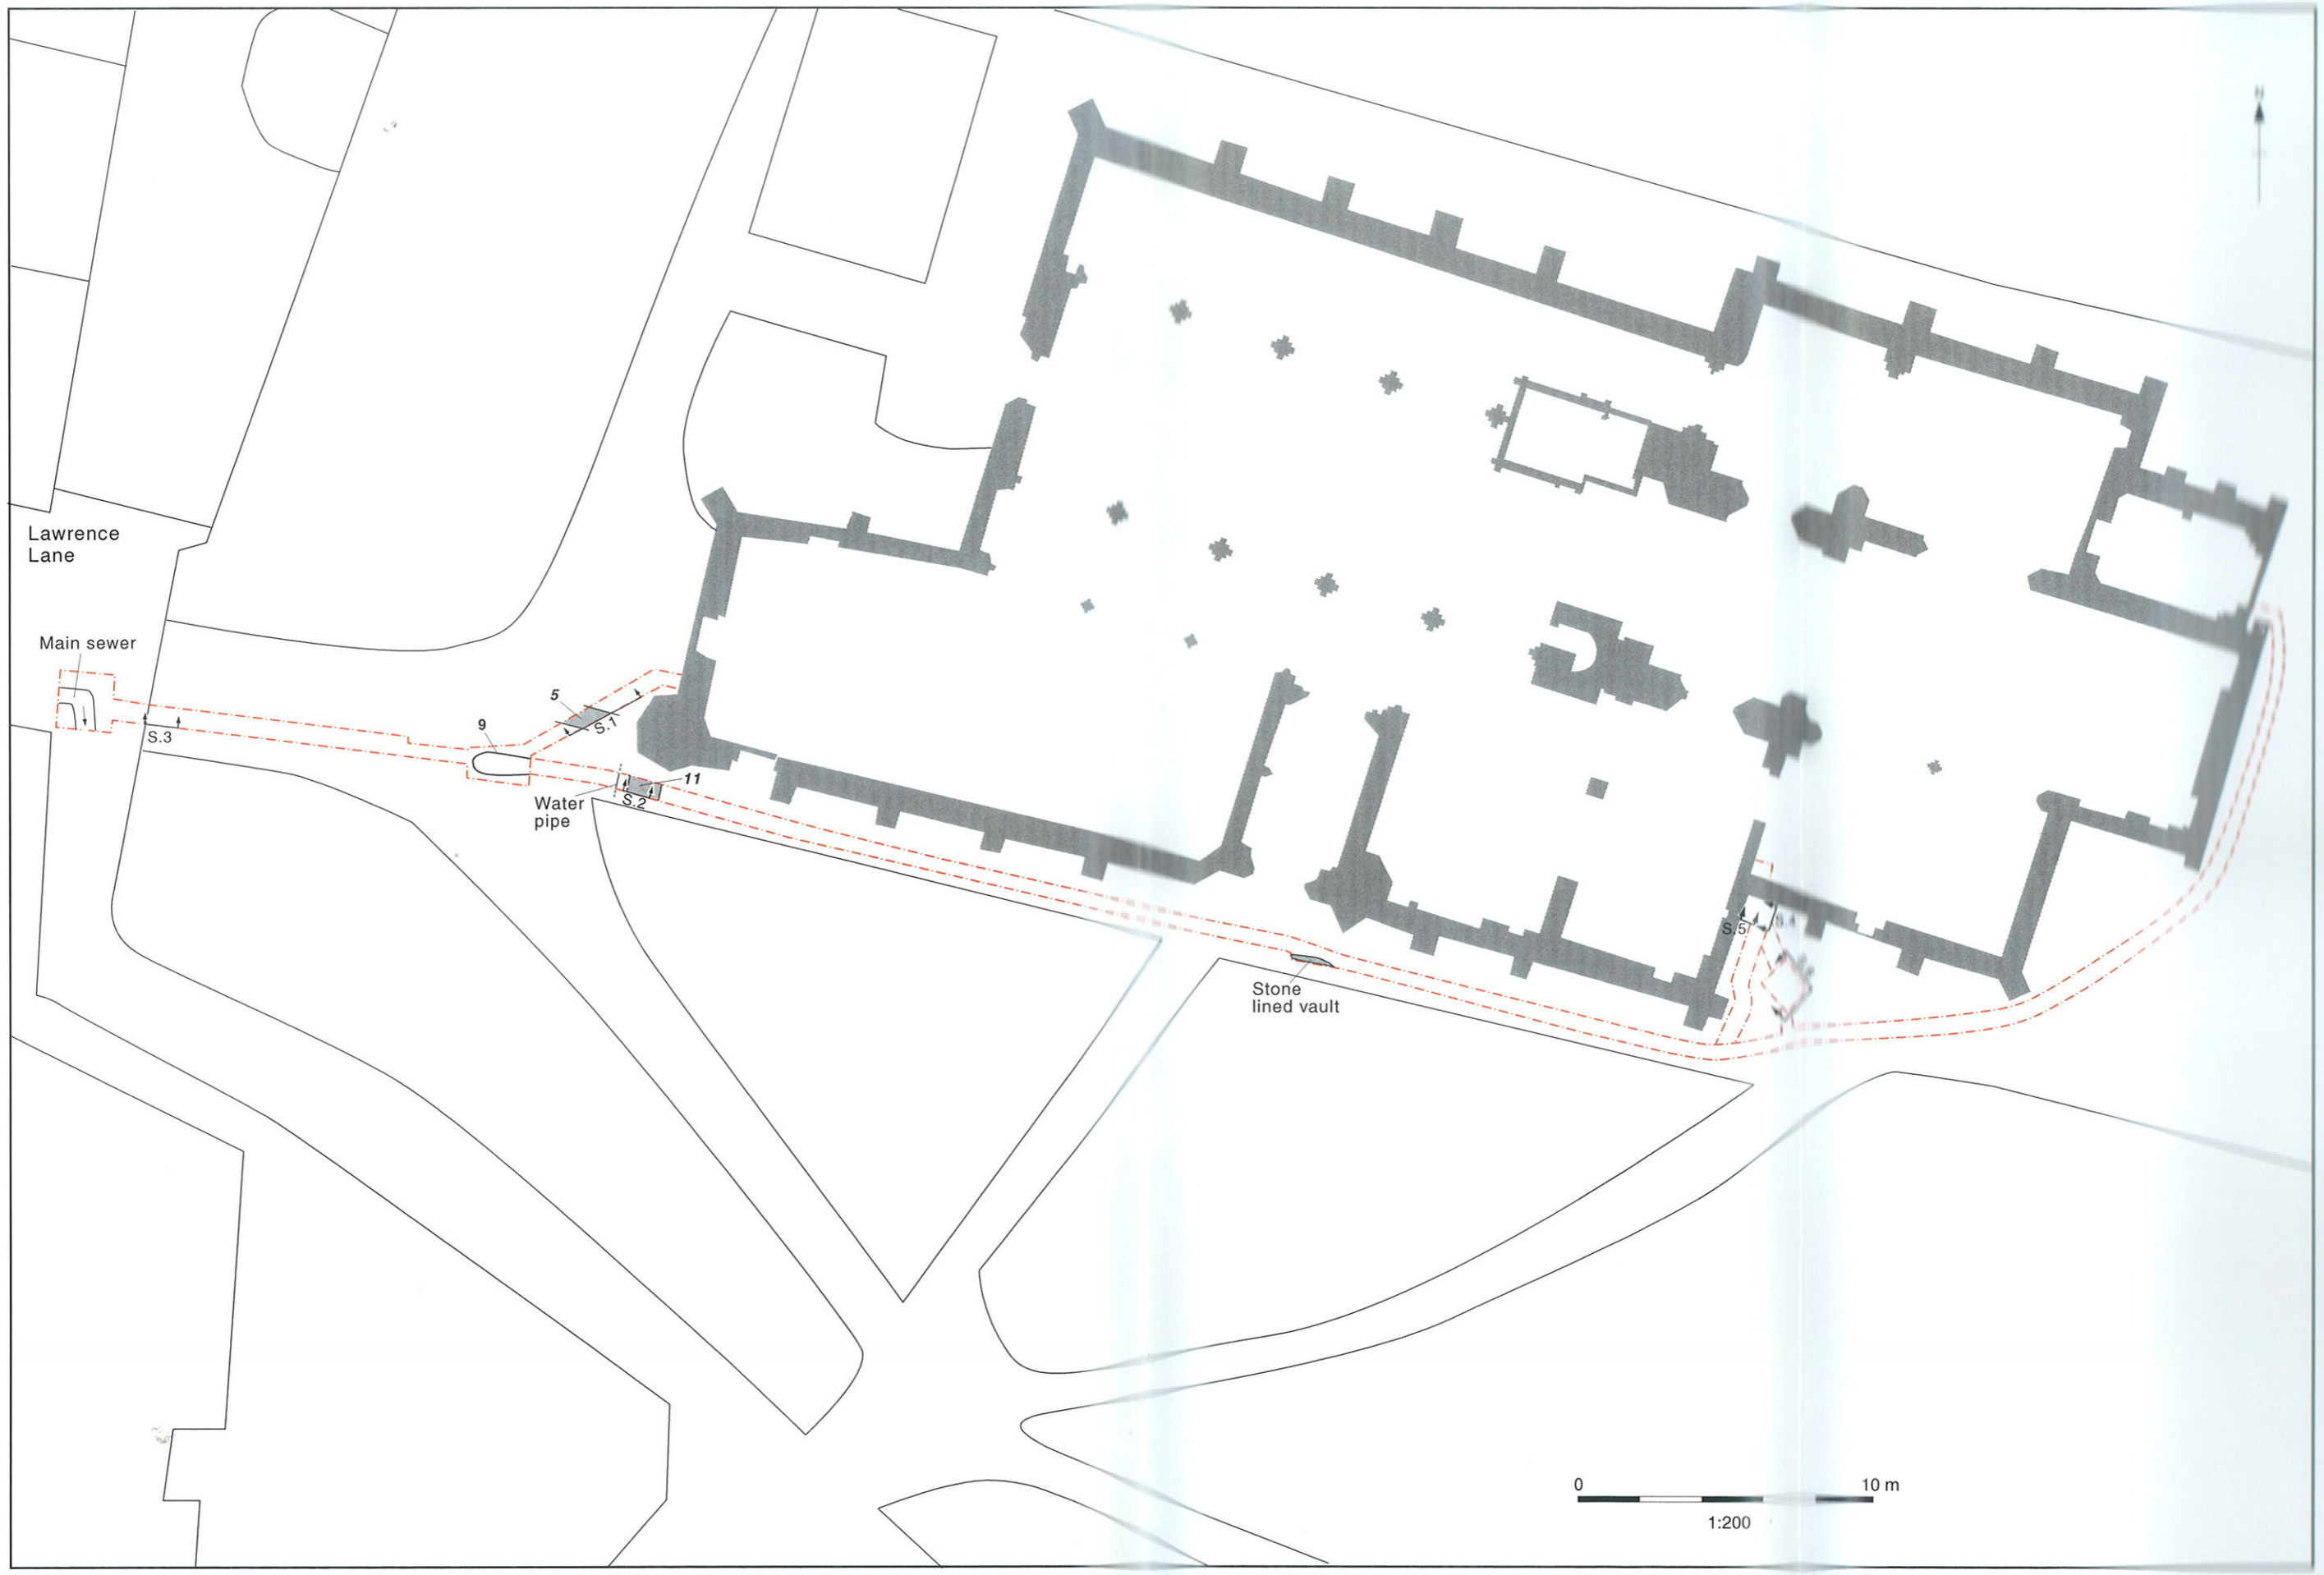 N
Lawrence
Lane
Main sewer
5
S.1
9
S.3
11
Water
pipe
S.2
S.5
S.4
Stone
lined vault
0 10 m
1:200